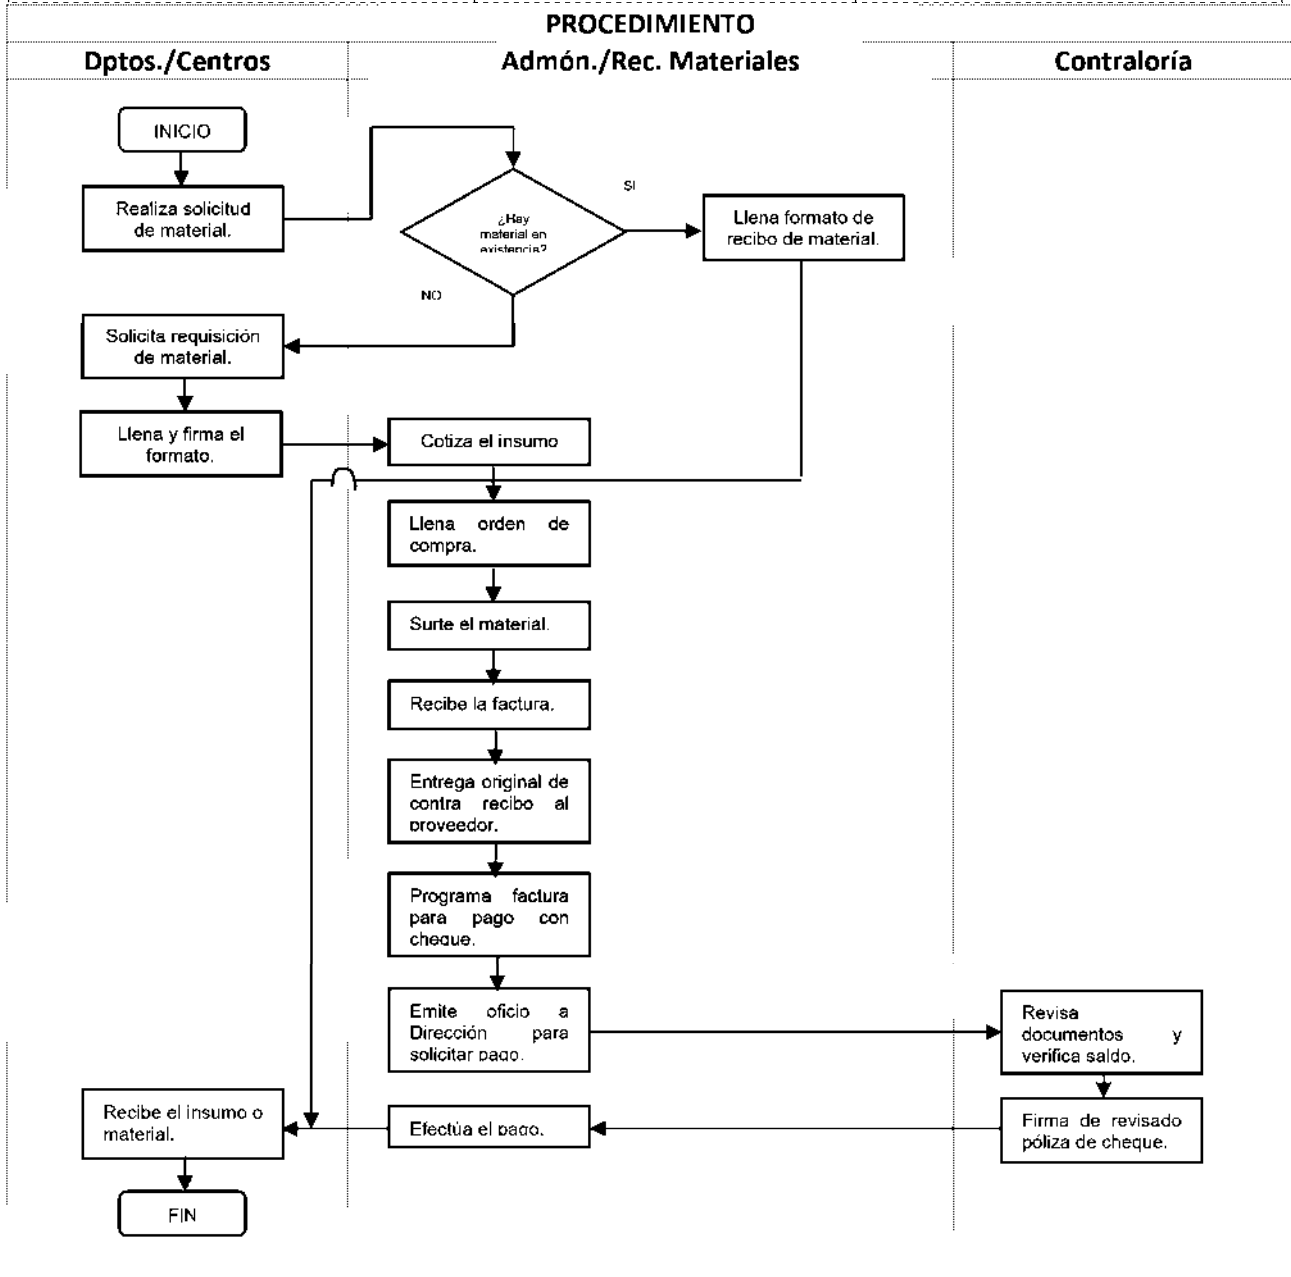 PROCEDIMIENTO
Dptos./Centros
Admón./Rec. Materiales
Contraloría
INICIO
Realiza solicitud
de material.
¿Hay
material en
existencia?
SI
Llena formato de
recibo de material.
NO
Solicita requisición
de material.
Llena y firma el
formato.
Cotiza el insumo
Llena orden de
compra.
Surte el material.
Recibe la factura.
Entrega original de
contra recibo al
proveedor.
Programa factura
para pago con
cheque.
Emite oficio a
Dirección para
solicitar pago.
Revisa
documentos y
verifica saldo.
Recibe el insumo o
material.
Efectúa el pago.
Firma de revisado
póliza de cheque.
FIN